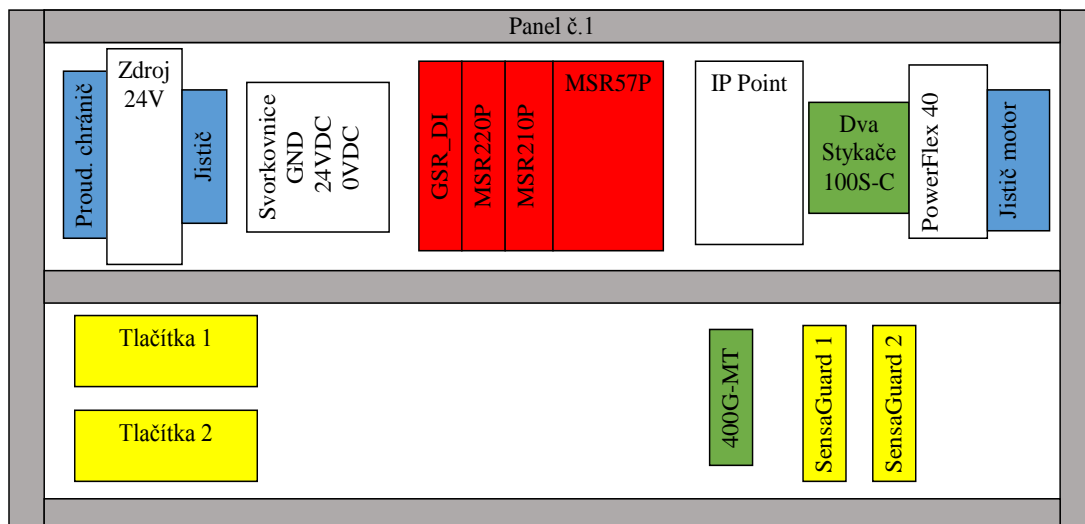 Panel č.1
Proud. chránič
Zdroj
24V
Jistič
Svorkovnice
GND
24VDC
0VDC
GSR_DI
MSR220P
MSR210P
MSR57P
IP Point
Dva
Stykače
100S-C
PowerFlex 40
Jistič motor
Tlačítka 1
Tlačítka 2
400G-MT
SensaGuard 1
SensaGuard 2